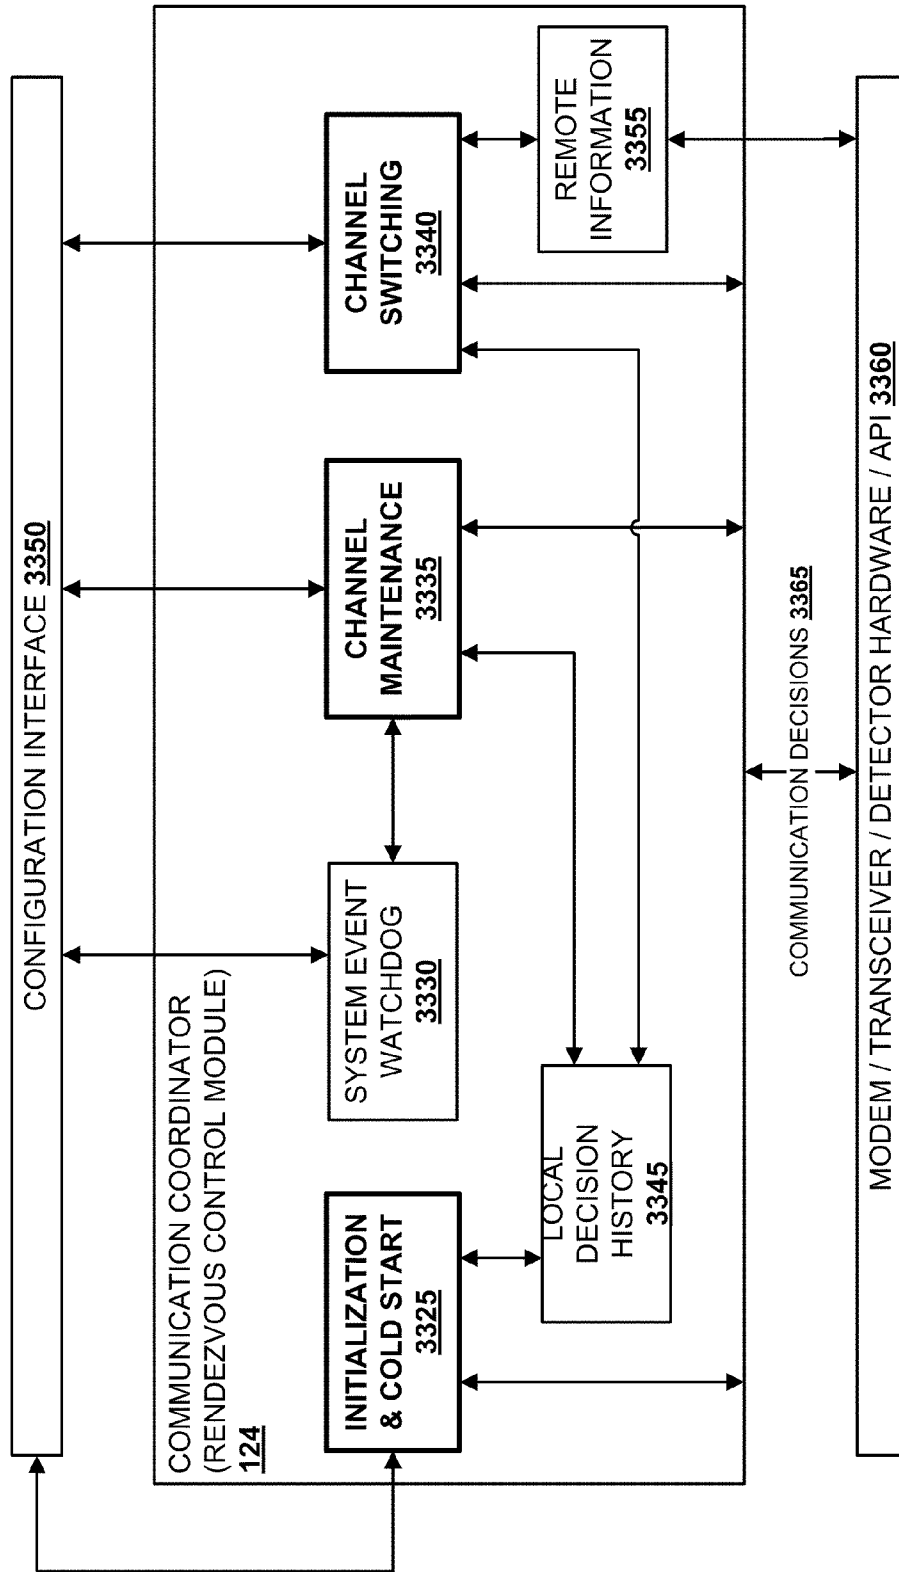 CONFIGURATION INTERFACE 3350
COMMUNICATION COORDINATOR
(RENDEZVOUS CONTROL MODULE)
124
INITIALIZATION
& COLD START
3325
SYSTEM EVENT
WATCHDOG
3330
CHANNEL
MAINTENANCE
3335
CHANNEL
SWITCHING
3340
LOCAL
DECISION
HISTORY
3345
REMOTE
INFORMATION
3355
COMMUNICATION DECISIONS 3365
MODEM / TRANSCEIVER / DETECTOR HARDWARE / API 3360